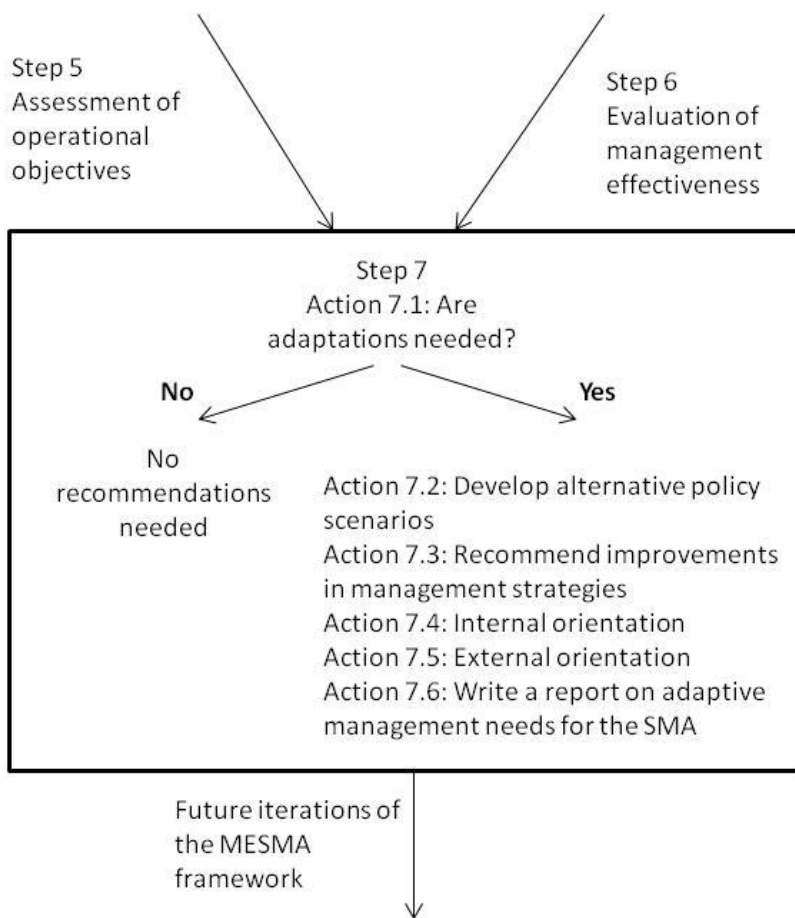 Step 5
Assessment of
operational
objectives
Step 6
Evaluation of
management
effectiveness
Step 7
Action 7.1: Are
adaptations needed?
No
Yes
No
recommendations
needed
Action 7.2: Develop alternative policy
scenarios
Action 7.3: Recommend improvements
in management strategies
Action 7.4: Internal orientation
Action 7.5: External orientation
Action 7.6: Write a report on adaptive
management needs for the SMA
Future iterations of
the MESMA
framework